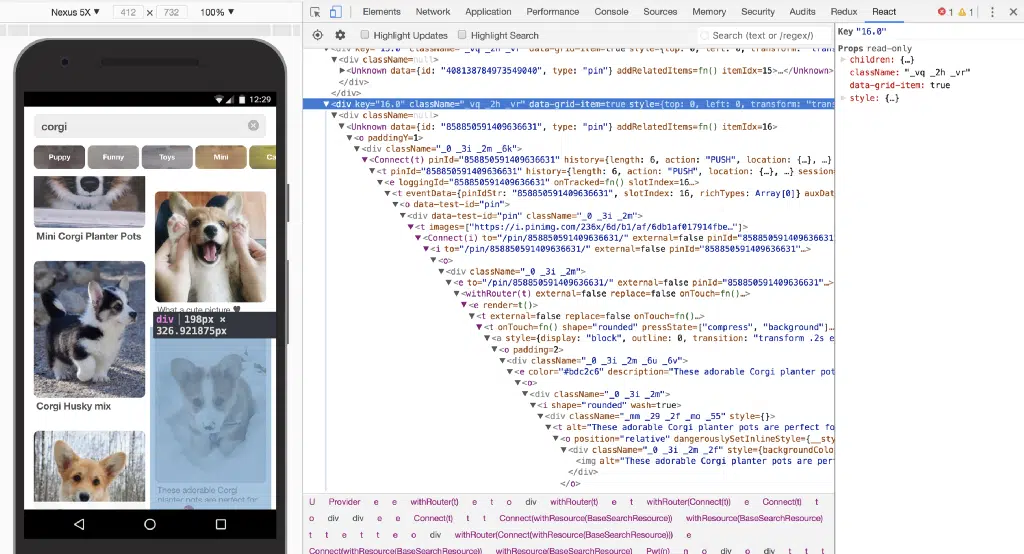 Nexus 5X ▼ 412 × 732 100% ▼
Elements Network Application Performance Console Sources Memory Security Audits Redux React 1 1
Highlight Updates Highlight Search Search (text or /regex/)
12:29
corgi
Puppy Funny Toys Mini Ca
Mini Corgi Planter Pots
What a cute picture
div | 198px ×
326.921875px
Corgi Husky mix
These adorable Corgi
planter pots are perfect for
<div key="15.0" className="_vq _2h _vr" data-grid-item=true style={top: 0, left: 0, transform: "trans
▼<div className=null>
▶<Unknown data={id: "408138784973549040", type: "pin"} addRelatedItems=fn() itemIdx=15>…</Unknown>
</div>
</div>
▼<div key="16.0" className="_vq _2h _vr" data-grid-item=true style={top: 0, left: 0, transform: "trans
▼<div className=null>
▼<Unknown data={id: "858850591409636631", type: "pin"} addRelatedItems=fn() itemIdx=16>
▼<o paddingY=1>
▼<div className="_0 _3i _2m _6k">
▼<Connect(t) pinId="858850591409636631" history={length: 6, action: "PUSH", location: {…}, …}
▼<t pinId="858850591409636631" history={length: 6, action: "PUSH", location: {…}, …} session
▼<e loggingId="858850591409636631" onTracked=fn() slotIndex=16…>
▼<t eventData={pinIdStr: "858850591409636631", slotIndex: 16, richTypes: Array[0]} auxDat
▼<o data-test-id="pin">
▼<div data-test-id="pin" className="_0 _3i _2m">
▼<t images=["https://i.pinimg.com/236x/6d/b1/af/6db1af017914fbe…"]>
▼<Connect(i) to="/pin/858850591409636631/" external=false pinId="858850591409636631
▼<i to="/pin/858850591409636631/" external=false pinId="858850591409636631"…>
▼<o>
▼<div className="_0 _3i _2m">
▼<e to="/pin/858850591409636631/" external=false pinId="858850591409636631"…>
▼<withRouter(t) external=false replace=false onTouch=fn()…>
▼<e render=t()>
▼<t external=false replace=false onTouch=fn()…>
▼<t onTouch=fn() shape="rounded" pressState=["compress", "background"]…>
▼<a style={display: "block", outline: 0, transition: "transform .2s e
▼<o padding=2>
▼<div className="_0 _3i _2m _6u _6v">
▼<e color="#bdc2c6" description="These adorable Corgi planter pot
▼<o>
▼<div className="_0 _3i _2m">
▼<i shape="rounded" wash=true>
▼<div className="_mm _29 _2f _mo _55" style={}>
▼<t alt="These adorable Corgi planter pots are perfect fo
▼<o position="relative" dangerouslySetInlineStyle={__sty
▼<div className="_0 _3i _2m _2f" style={backgroundColo
<img alt="These adorable Corgi planter pots are perf
</div>
</o>
U Provider e e withRouter(t) e t o div withRouter(t) e t withRouter(Connect(t)) e Connect(t) t
o div div e e Connect(t) t t Connect(withResource(BaseSearchResource)) withResource(BaseSearchResource)
t t e t t e o div withRouter(Connect(withResource(BaseSearchResource))) e
Connect(withResource(BaseSearchResource)) withResource(BaseSearchResource) Pwt(n) n o div o div t t t
Key "16.0"
Props read-only
▶ children: {…}
className: "_vq _2h _vr"
data-grid-item: true
▶ style: {…}